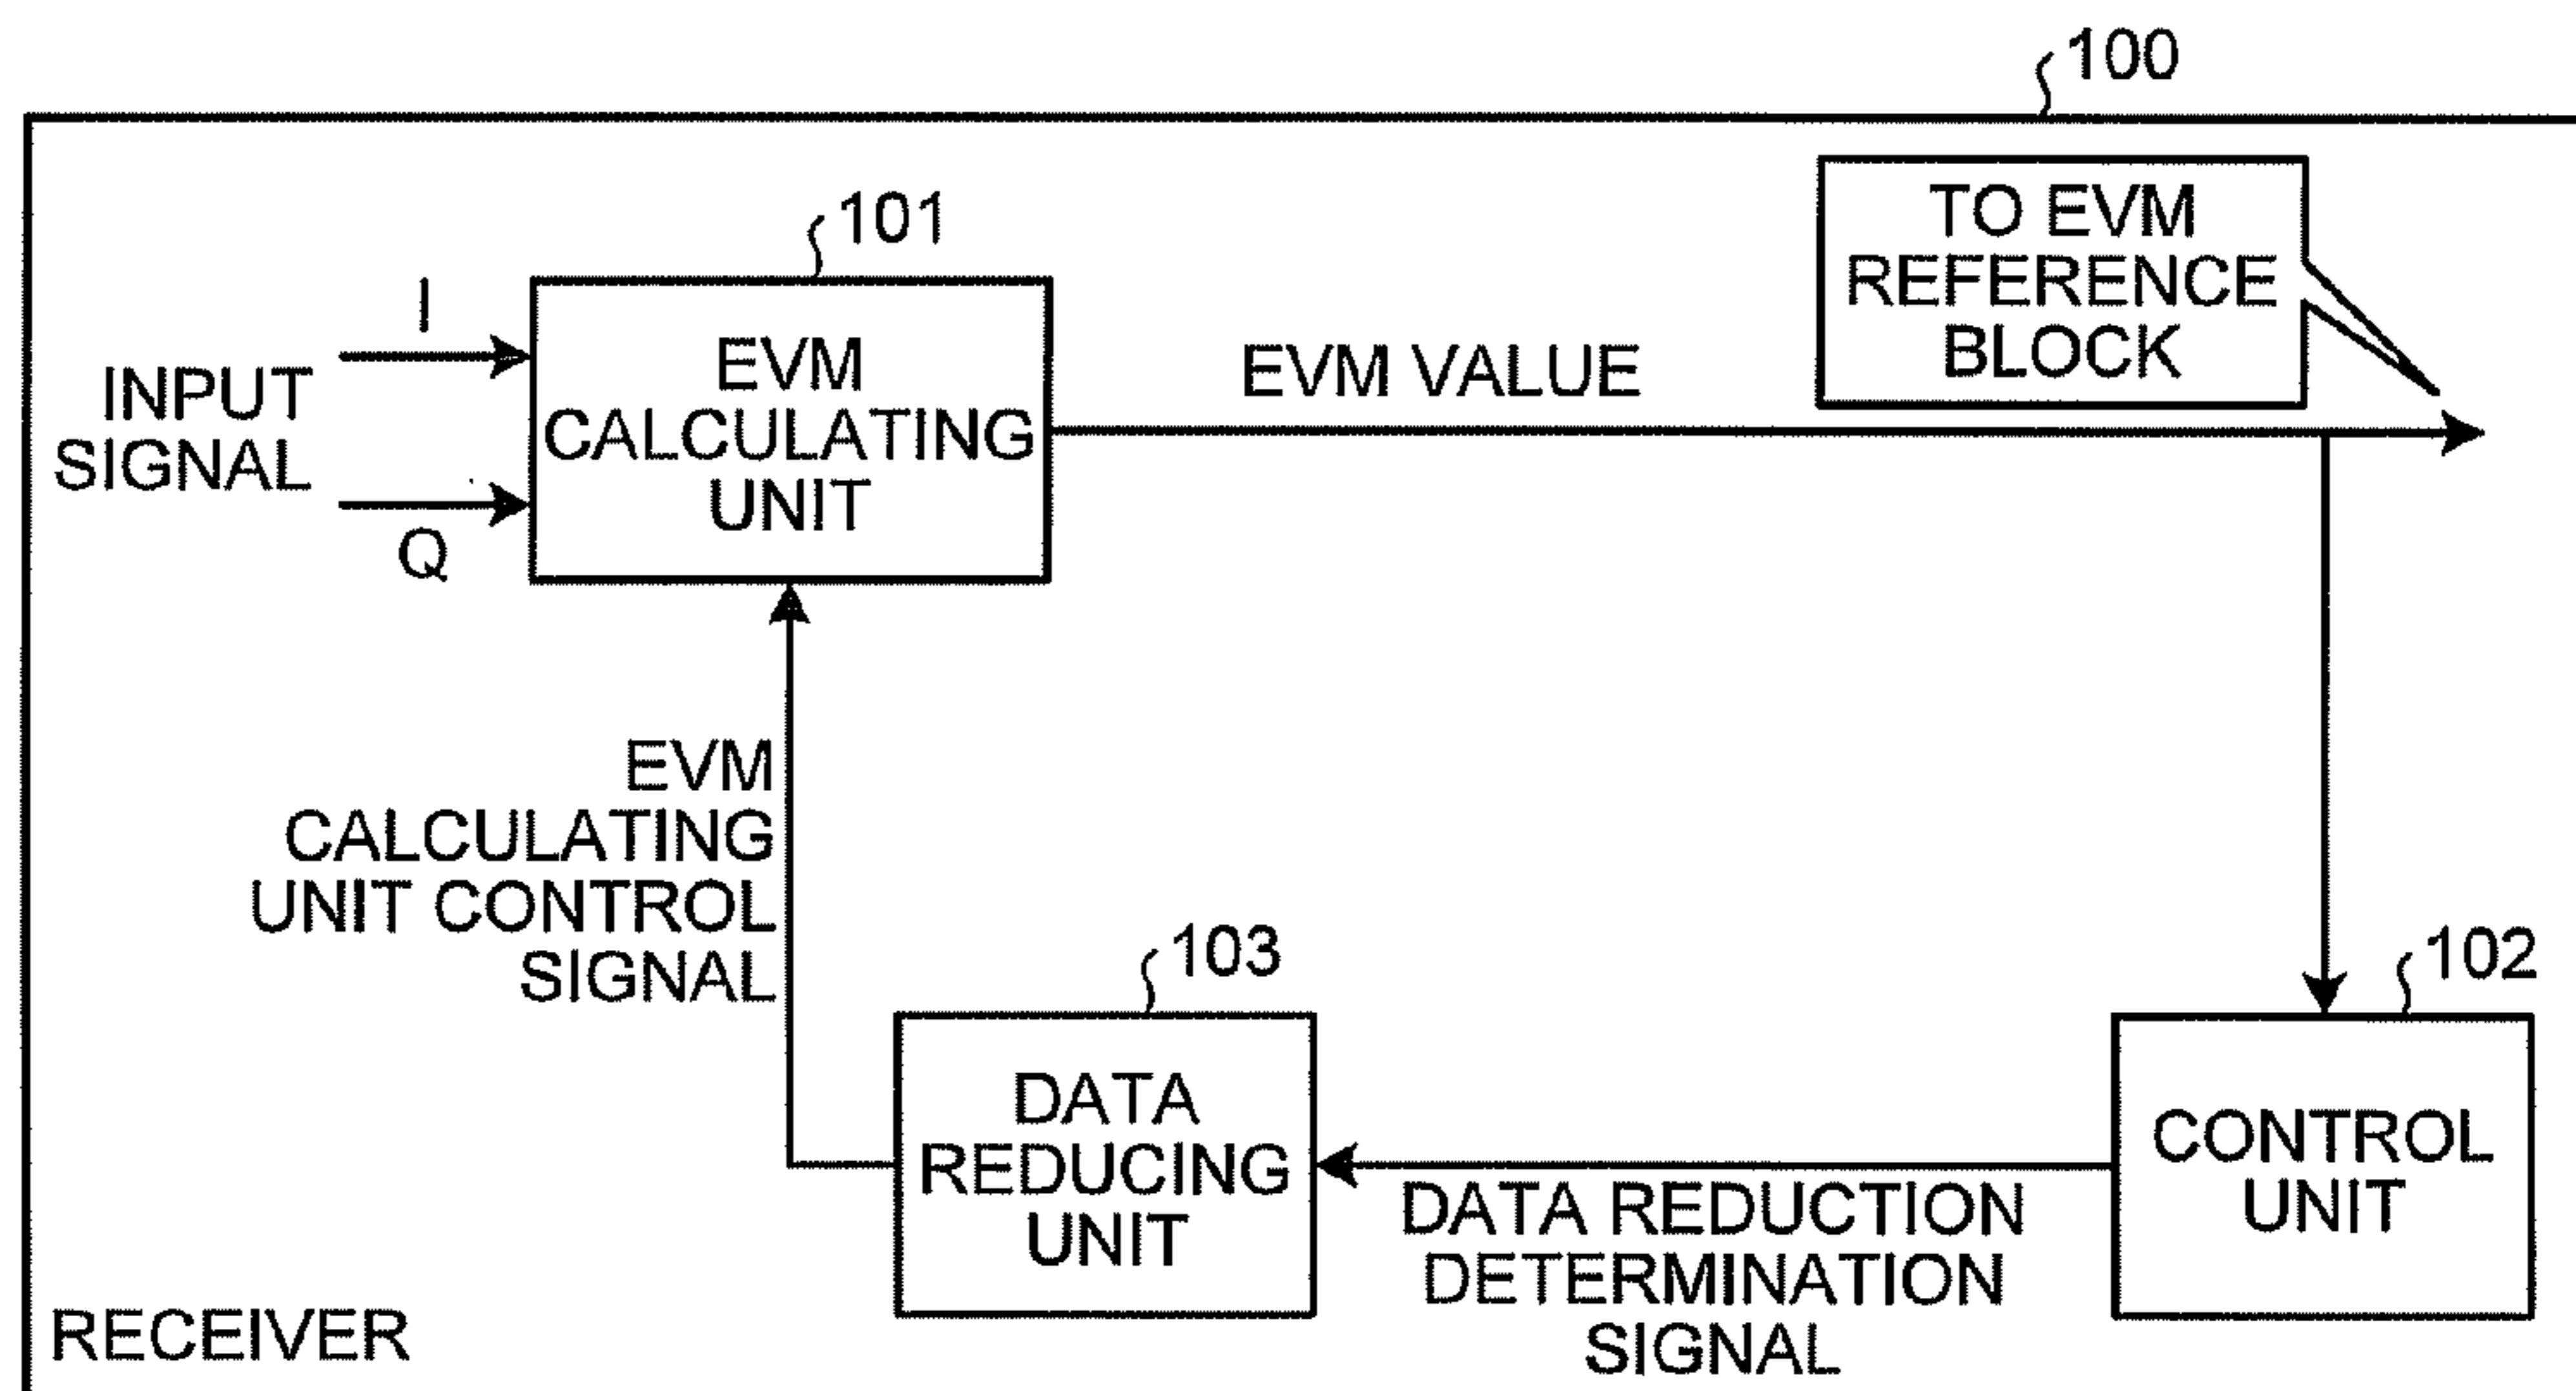 100
101
TO EVM
REFERENCE
BLOCK
I
INPUT
SIGNAL
Q
EVM
CALCULATING
UNIT
EVM VALUE
EVM
CALCULATING
UNIT CONTROL
SIGNAL
103
102
DATA
REDUCING
UNIT
CONTROL
UNIT
DATA REDUCTION
DETERMINATION
SIGNAL
RECEIVER